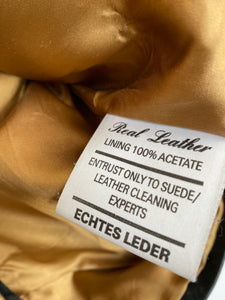 Real Leather
LINING 100% ACETATE
ENTRUST ONLY TO SUEDE/
LEATHER CLEANING
EXPERTS
ECHTES LEDER